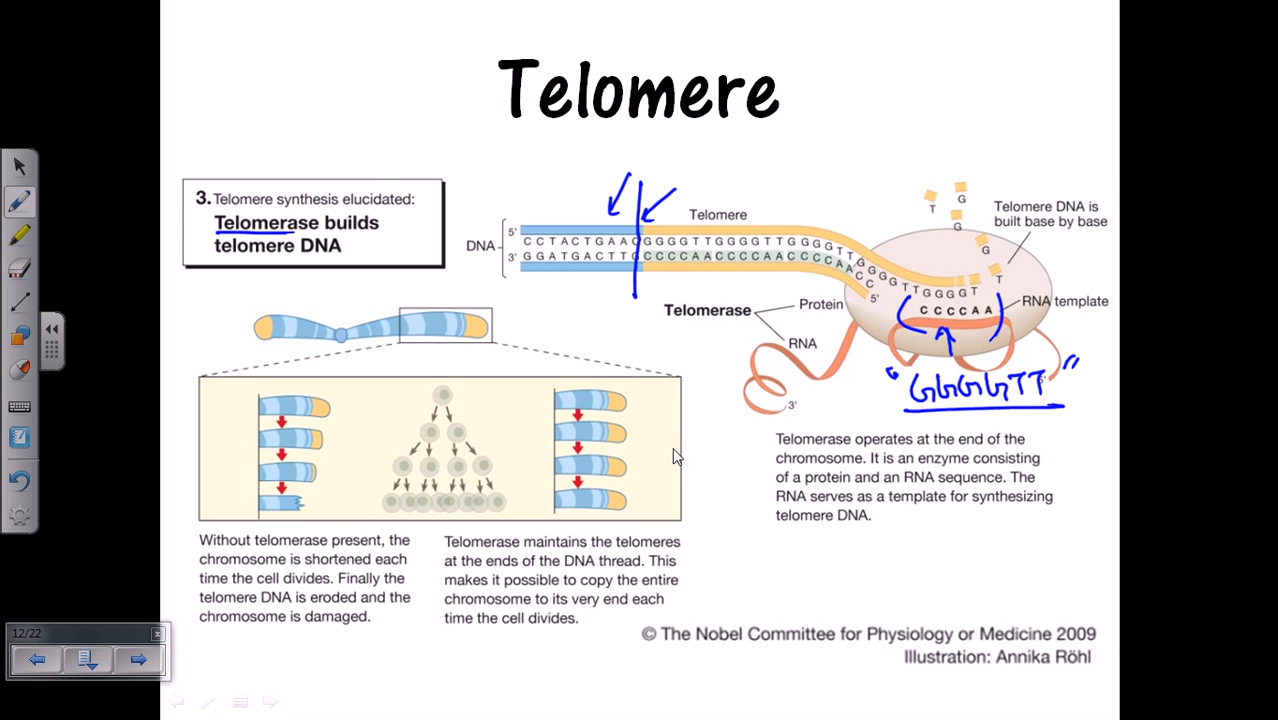 Telomere
3. Telomere synthesis elucidated:
Telomerase builds
telomere DNA
DNA
5'
3'
Telomere
C C T A C T G A A C G G G G T T G G G G T T G G G G T T G G G G T T G G G G T T
G G A T G A C T T G C C C C A A C C C C A A C C C C A A C C C
5'
T
G
G
G
Telomere DNA is
built base by base
C C C C A A
RNA template
Telomerase
Protein
RNA
3'
"GGGGTT"
Telomerase operates at the end of the
chromosome. It is an enzyme consisting
of a protein and an RNA sequence. The
RNA serves as a template for synthesizing
telomere DNA.
Without telomerase present, the
chromosome is shortened each
time the cell divides. Finally the
telomere DNA is eroded and the
chromosome is damaged.
Telomerase maintains the telomeres
at the ends of the DNA thread. This
makes it possible to copy the entire
chromosome to its very end each
time the cell divides.
© The Nobel Committee for Physiology or Medicine 2009
Illustration: Annika Röhl
12/22